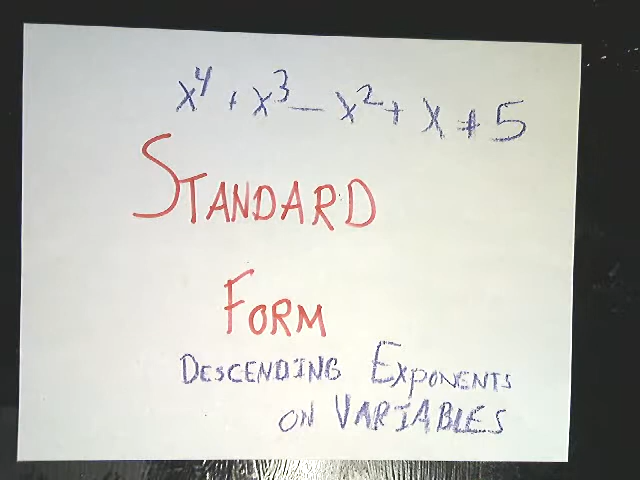 x⁴ + x³ - x² + x + 5
STANDARD
FORM
DESCENDING EXPONENTS
ON VARIABLES